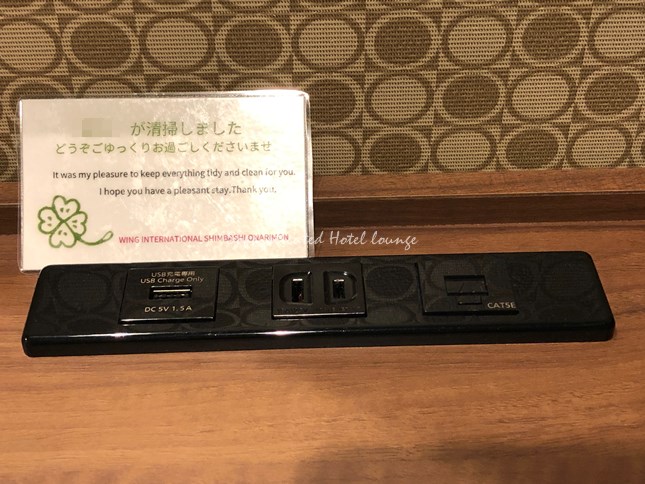 が清掃しました
どうぞごゆっくりお過ごしくださいませ
It was my pleasure to keep everything tidy and clean for you.
I hope you have a pleasant stay.Thank you.
WING INTERNATIONAL SHIMBASHI ONARIMON
Hotel lounge
USB充電専用
USB Charge Only
DC 5V 1.5A
CAT5E